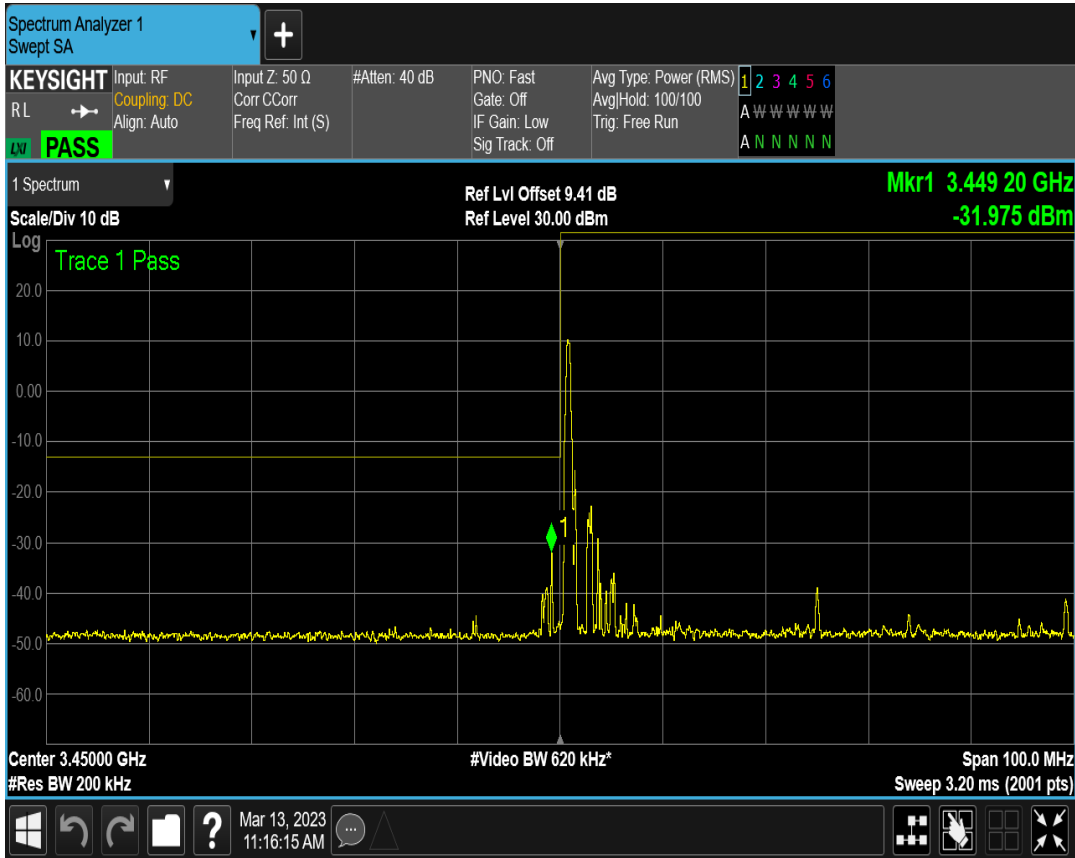 Spectrum Analyzer 1
Swept SA
+
KEYSIGHT
R L
LXI PASS
Input: RF
Coupling: DC
Align: Auto
Input Z: 50 Ω
Corr CCorr
Freq Ref: Int (S)
#Atten: 40 dB
PNO: Fast
Gate: Off
IF Gain: Low
Sig Track: Off
Avg Type: Power (RMS)
Avg|Hold: 100/100
Trig: Free Run
1 2 3 4 5 6
A W W W W W
A N N N N N
1 Spectrum
Scale/Div 10 dB
Ref Lvl Offset 9.41 dB
Ref Level 30.00 dBm
Mkr1 3.449 20 GHz
-31.975 dBm
Log
Trace 1 Pass
20.0
10.0
0.00
-10.0
-20.0
1
-30.0
-40.0
-50.0
-60.0
Center 3.45000 GHz
#Res BW 200 kHz
#Video BW 620 kHz*
Span 100.0 MHz
Sweep 3.20 ms (2001 pts)
?
Mar 13, 2023
11:16:15 AM